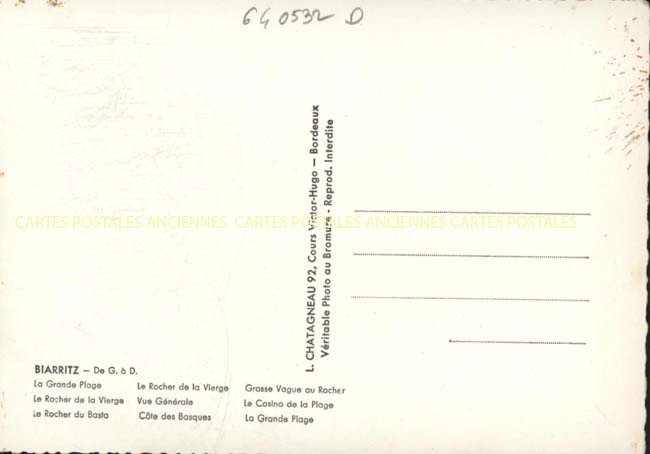 640532 D
L. CHATAGNEAU 92, Cours Victor-Hugo — Bordeaux
Véritable Photo au Bromure - Reprod. Interdite
CARTES POSTALES ANCIENNES CARTES POSTALES ANCIENNES CARTES POSTALES
BIARRITZ — De G. à D.
La Grande Plage Le Rocher de la Vierge Grosse Vague au Rocher
Le Rocher de la Vierge Vue Générale Le Casino de la Plage
Le Rocher du Basta Côte des Basques La Grande Plage